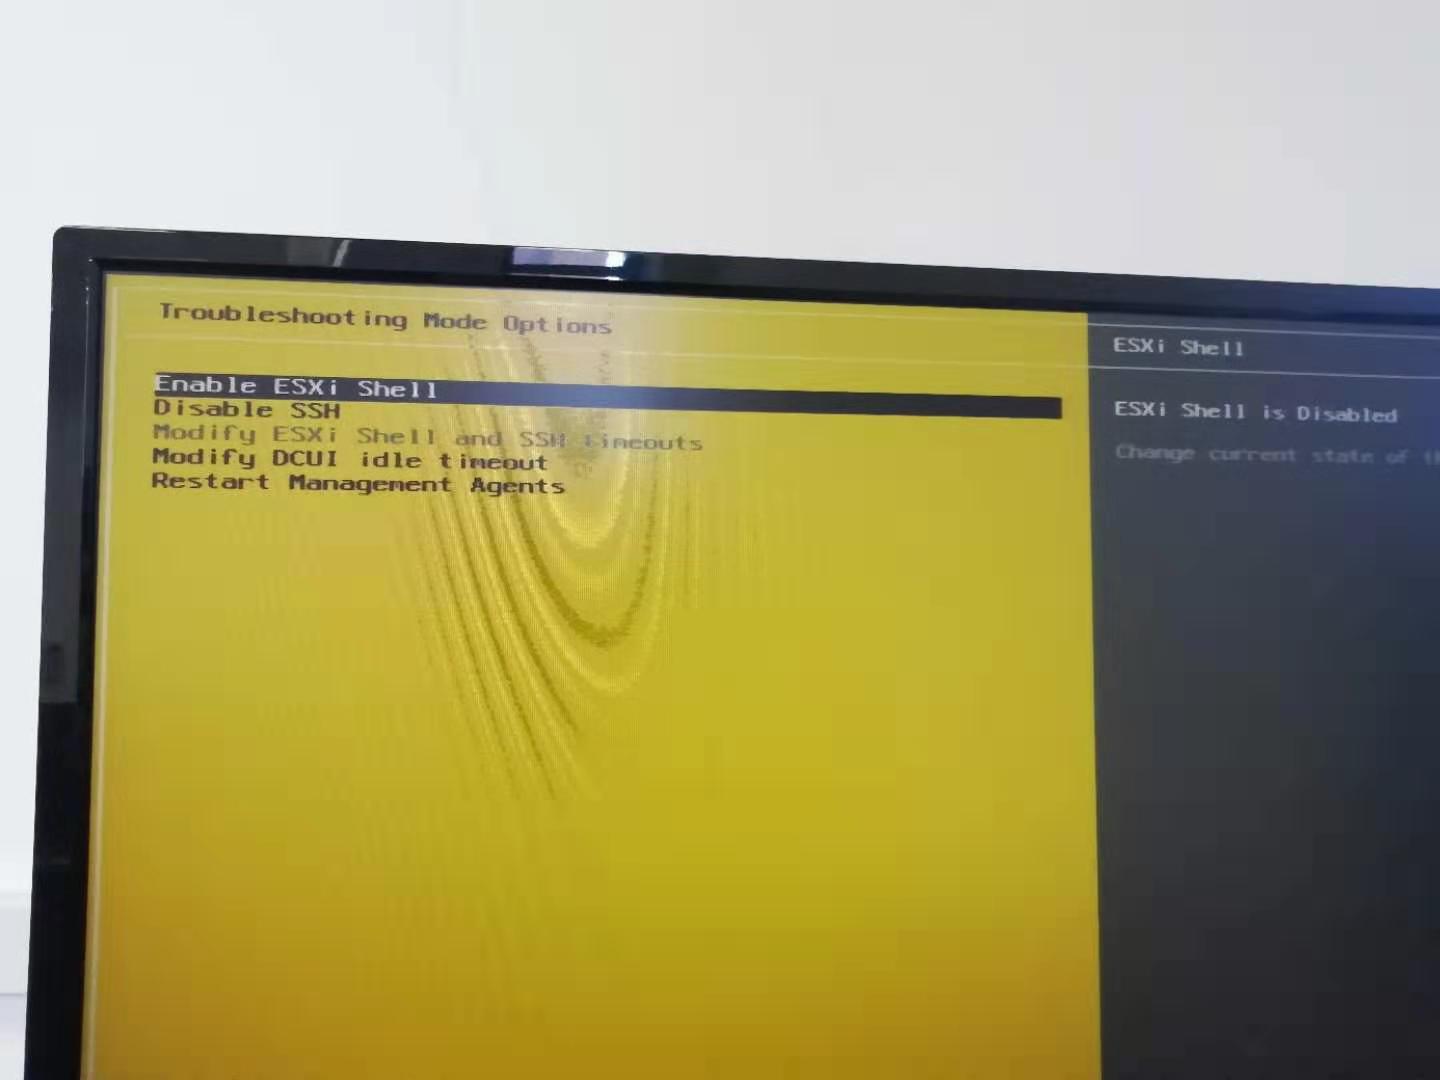 Troubleshooting Mode Options
Enable ESXi Shell
Disable SSH
Modify ESXi Shell and SSH timeouts
Modify DCUI idle timeout
Restart Management Agents
ESXi Shell
ESXi Shell is Disabled
Change current state of